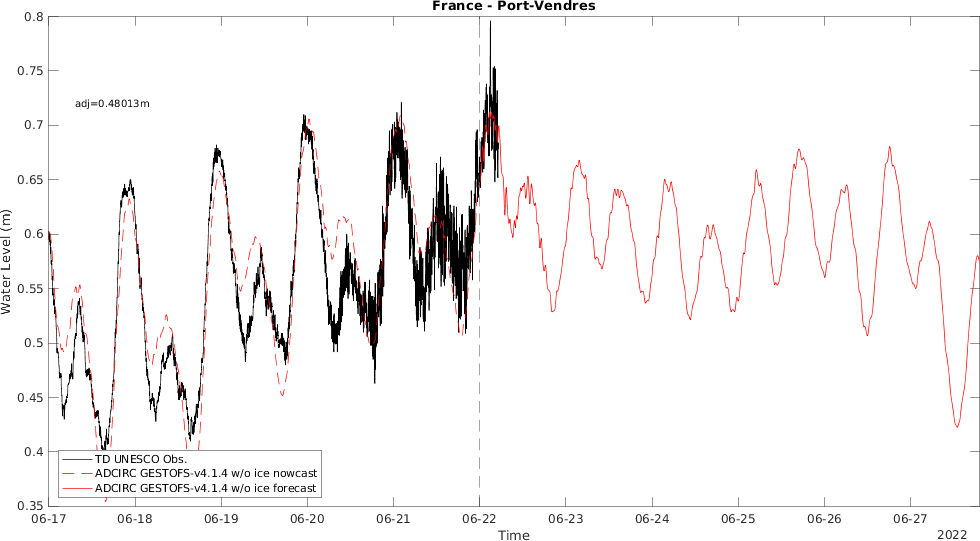 France - Port-Vendres
0.8
0.75
0.7
0.65
0.6
0.55
0.5
0.45
0.4
0.35
Water Level (m)
adj=0.48013m
TD UNESCO Obs.
ADCIRC GESTOFS-v4.1.4 w/o ice nowcast
ADCIRC GESTOFS-v4.1.4 w/o ice forecast
06-17 06-18 06-19 06-20 06-21 06-22 06-23 06-24 06-25 06-26 06-27
Time
2022